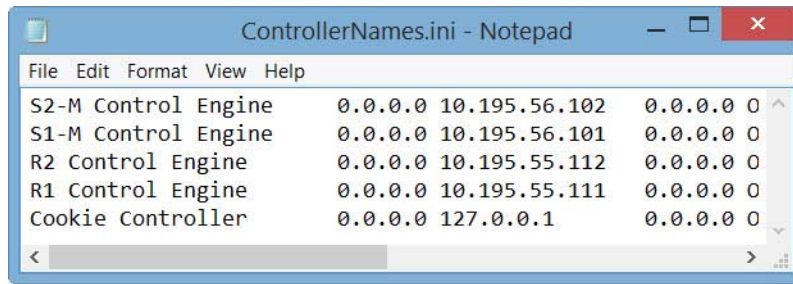 ControllerNames.ini - Notepad
File Edit Format View Help
S2-M Control Engine 0.0.0.0 10.195.56.102 0.0.0.0
S1-M Control Engine 0.0.0.0 10.195.56.101 0.0.0.0
R2 Control Engine 0.0.0.0 10.195.55.112 0.0.0.0
R1 Control Engine 0.0.0.0 10.195.55.111 0.0.0.0
Cookie Controller 0.0.0.0 127.0.0.1 0.0.0.0